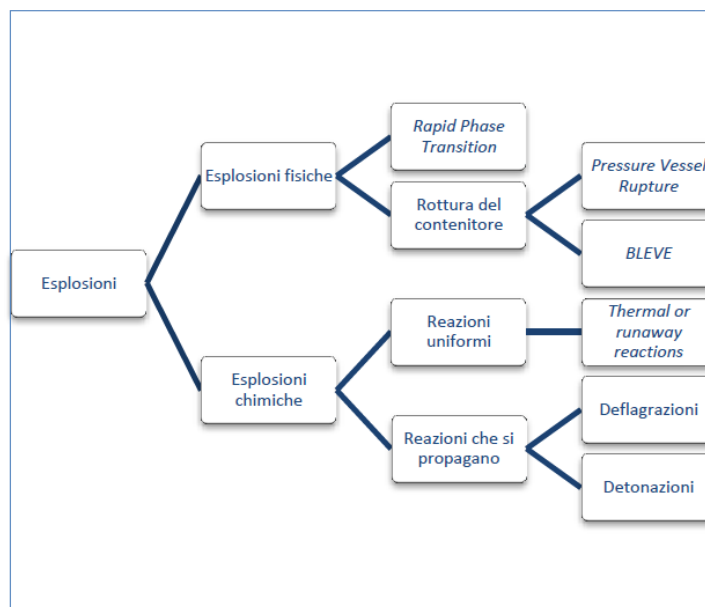 Rapid Phase
Transition
Esplosioni fisiche
Pressure Vessel
Rupture
Rottura del
contenitore
BLEVE
Esplosioni
Reazioni
uniformi
Thermal or
runaway
reactions
Esplosioni
chimiche
Deflagrazioni
Reazioni che si
propagano
Detonazioni